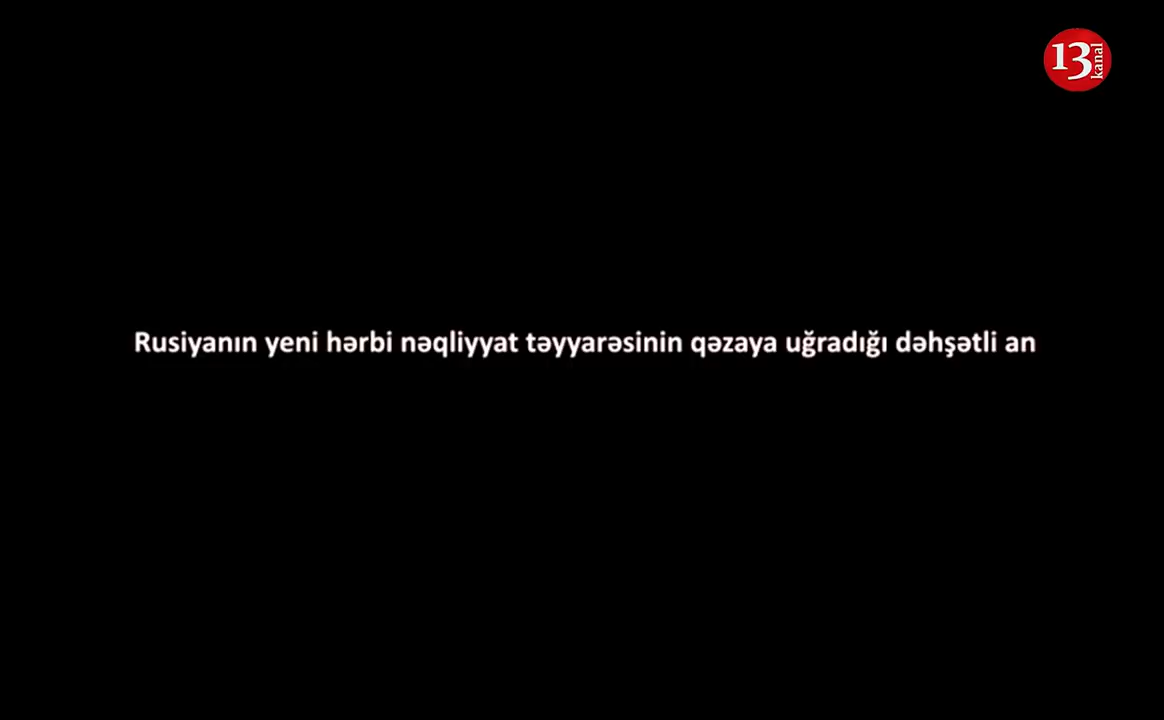 13 kanal
Rusiyanın yeni hərbi nəqliyyat təyyarəsinin qəzaya uğradığı dəhşətli an